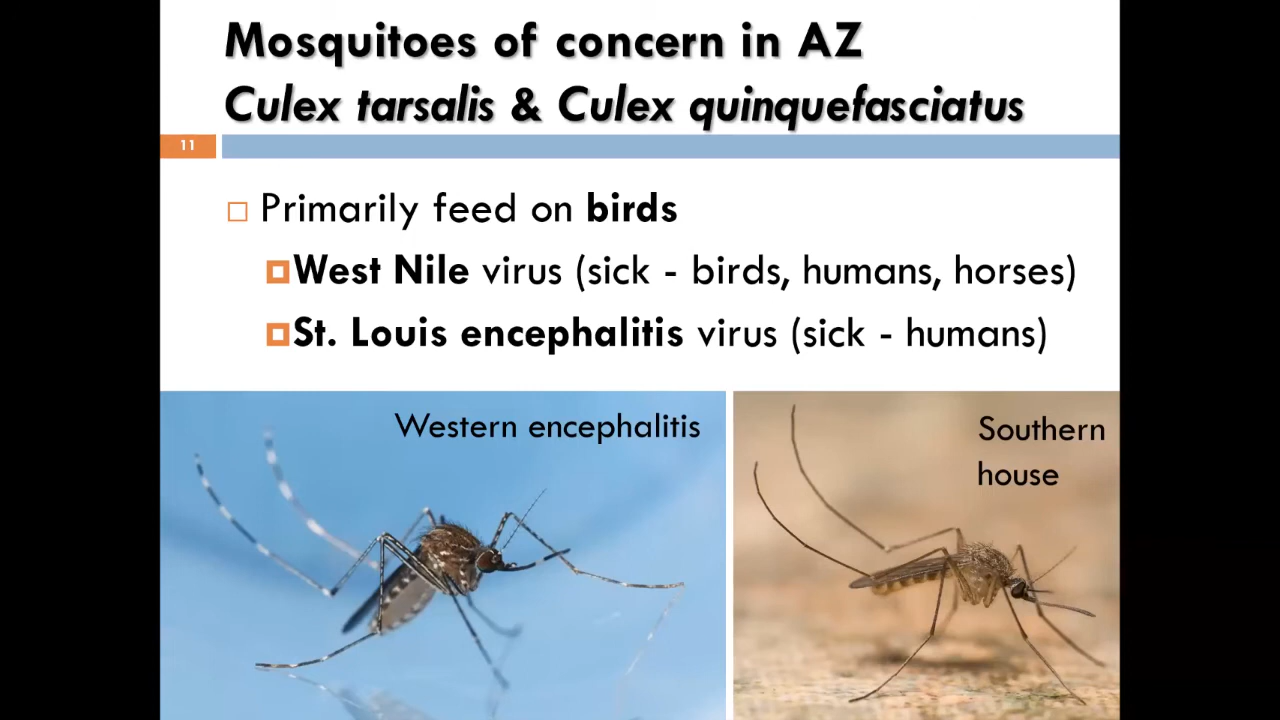 Mosquitoes of concern in AZ
Culex tarsalis & Culex quinquefasciatus
11
Primarily feed on birds
West Nile virus (sick - birds, humans, horses)
St. Louis encephalitis virus (sick - humans)
Western encephalitis
Southern
house